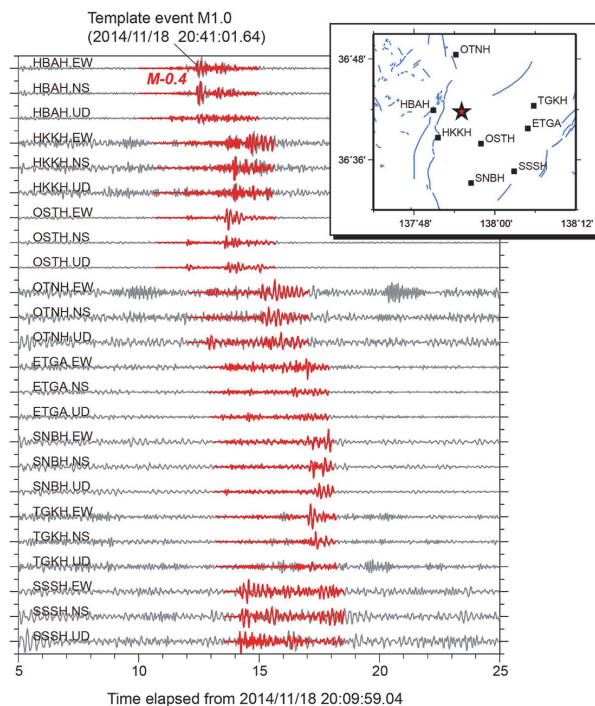 Template event M1.0
(2014/11/18 20:41:01.64)
M-0.4
HBAH.EW
HBAH.NS
HBAH.UD
HKKH.EW
HKKH.NS
HKKH.UD
OSTH.EW
OSTH.NS
OSTH.UD
OTNH.EW
OTNH.NS
OTNH.UD
ETGA.EW
ETGA.NS
ETGA.UD
SNBH.EW
SNBH.NS
SNBH.UD
TGKH.EW
TGKH.NS
TGKH.UD
SSSH.EW
SSSH.NS
SSSH.UD
5 10 15 20 25
Time elapsed from 2014/11/18 20:09:59.04
36°48'
36°36'
OTNH
HBAH
TGKH
ETGA
HKKH
OSTH
SSSH
SNBH
137°48' 138°00' 138°12'